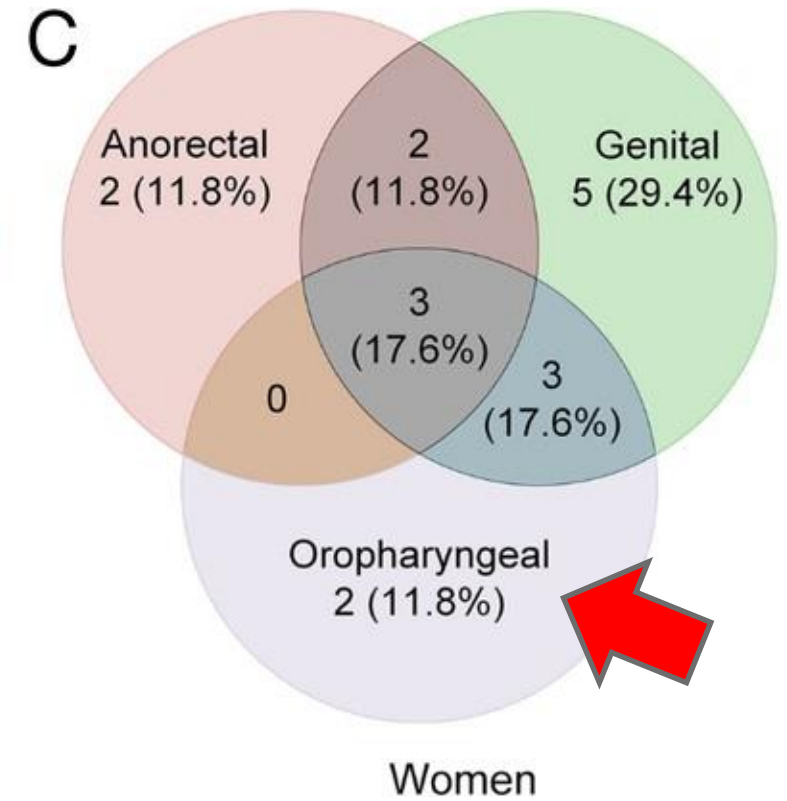 C
Anorectal
2 (11.8%)
2
(11.8%)
Genital
5 (29.4%)
3
(17.6%)
0
3
(17.6%)
Oropharyngeal
2 (11.8%)
Women